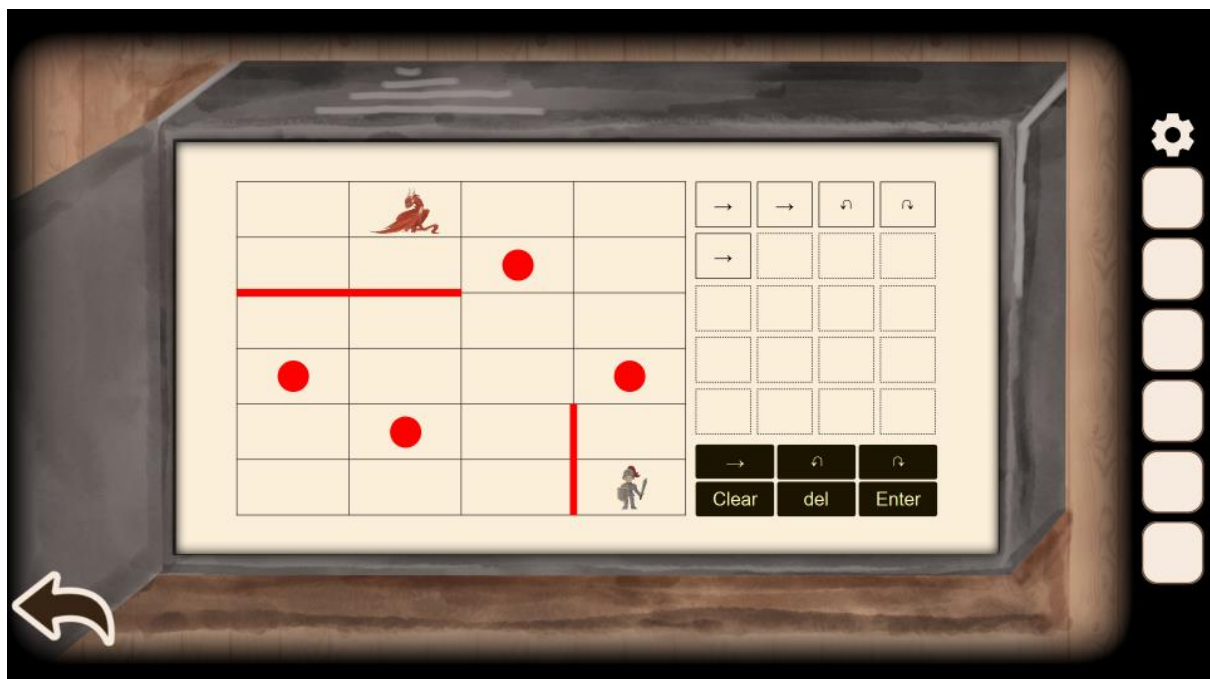 → → ↶ ↷
→
→ ↶ ↷
Clear del Enter